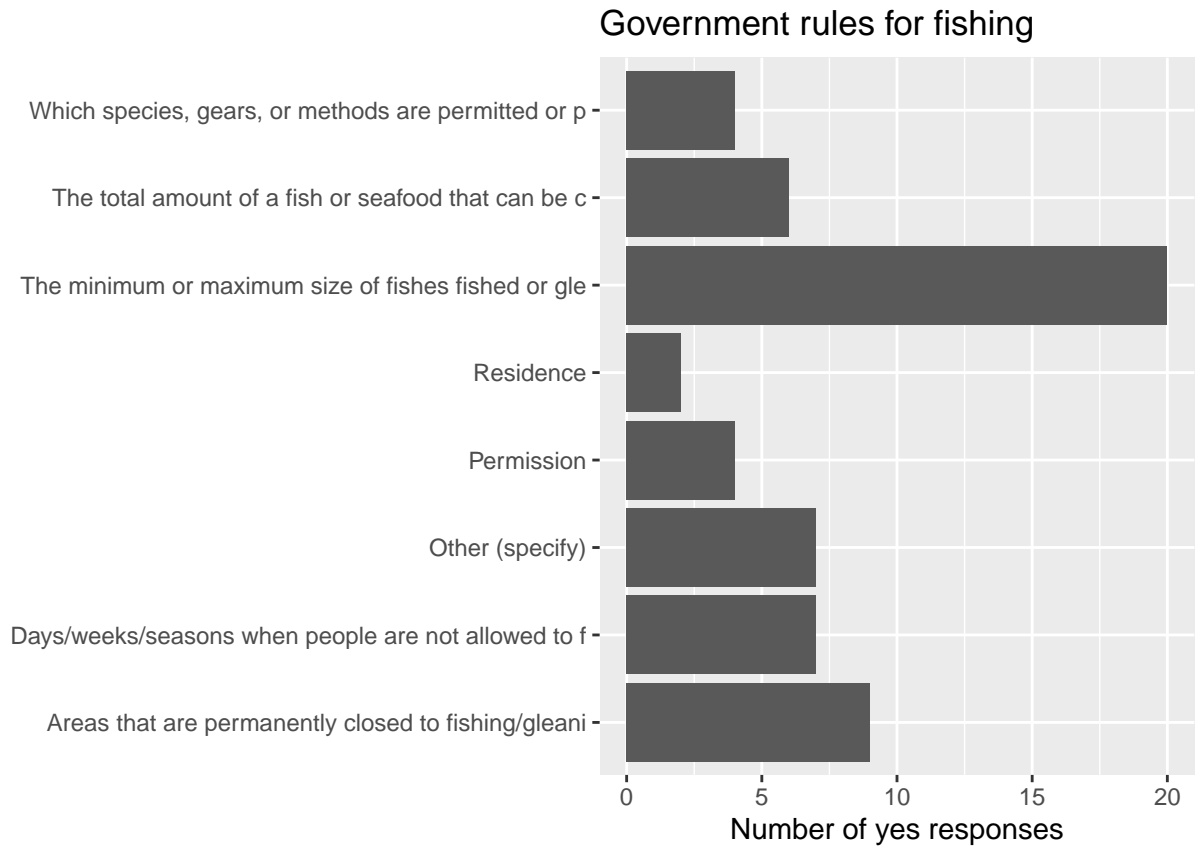 Government rules for fishing
Which species, gears, or methods are permitted or p
The total amount of a fish or seafood that can be c
The minimum or maximum size of fishes fished or gle
Residence
Permission
Other (specify)
Days/weeks/seasons when people are not allowed to f
Areas that are permanently closed to fishing/gleani
0 5 10 15 20
Number of yes responses